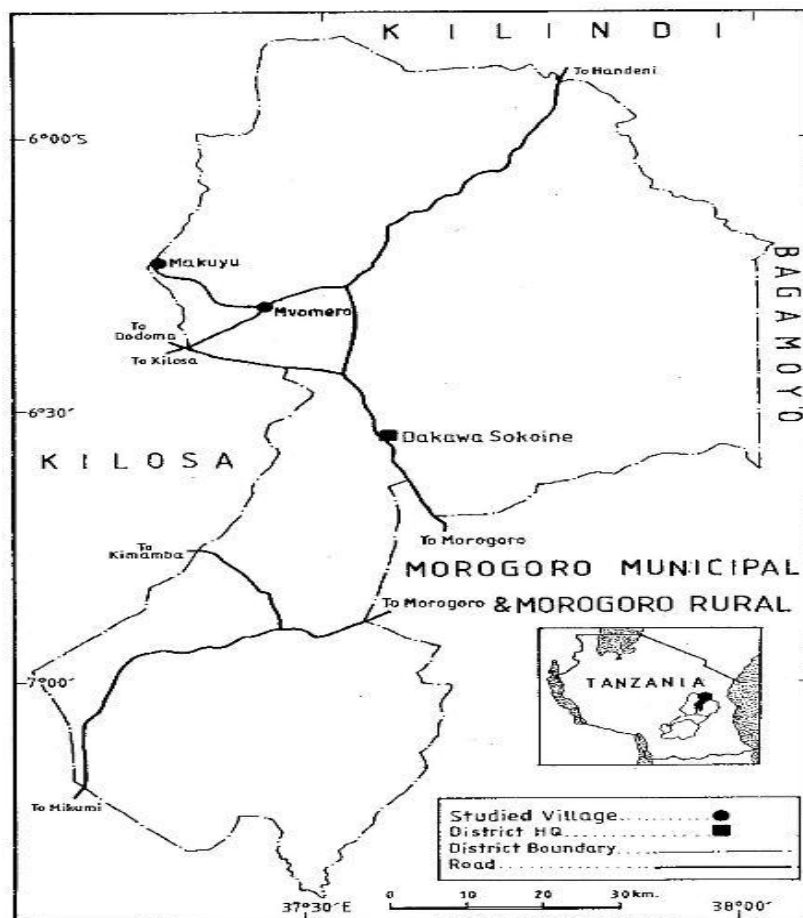 KILINDI
To Handeni
6°00'S
BAGAMOYO
Makuyu
Mvomero
To
Dodoma
To Kilosa
6°30'
Dakawa Sokoine
KILOSA
To Morogoro
To
Kimamba
MOROGORO MUNICIPAL
To Morogoro
& MOROGORO RURAL
TANZANIA
7°00'
To Mikumi
Studied Village
District HQ
District Boundary
Road
0 10 20 30km.
37°30'E
38°00'